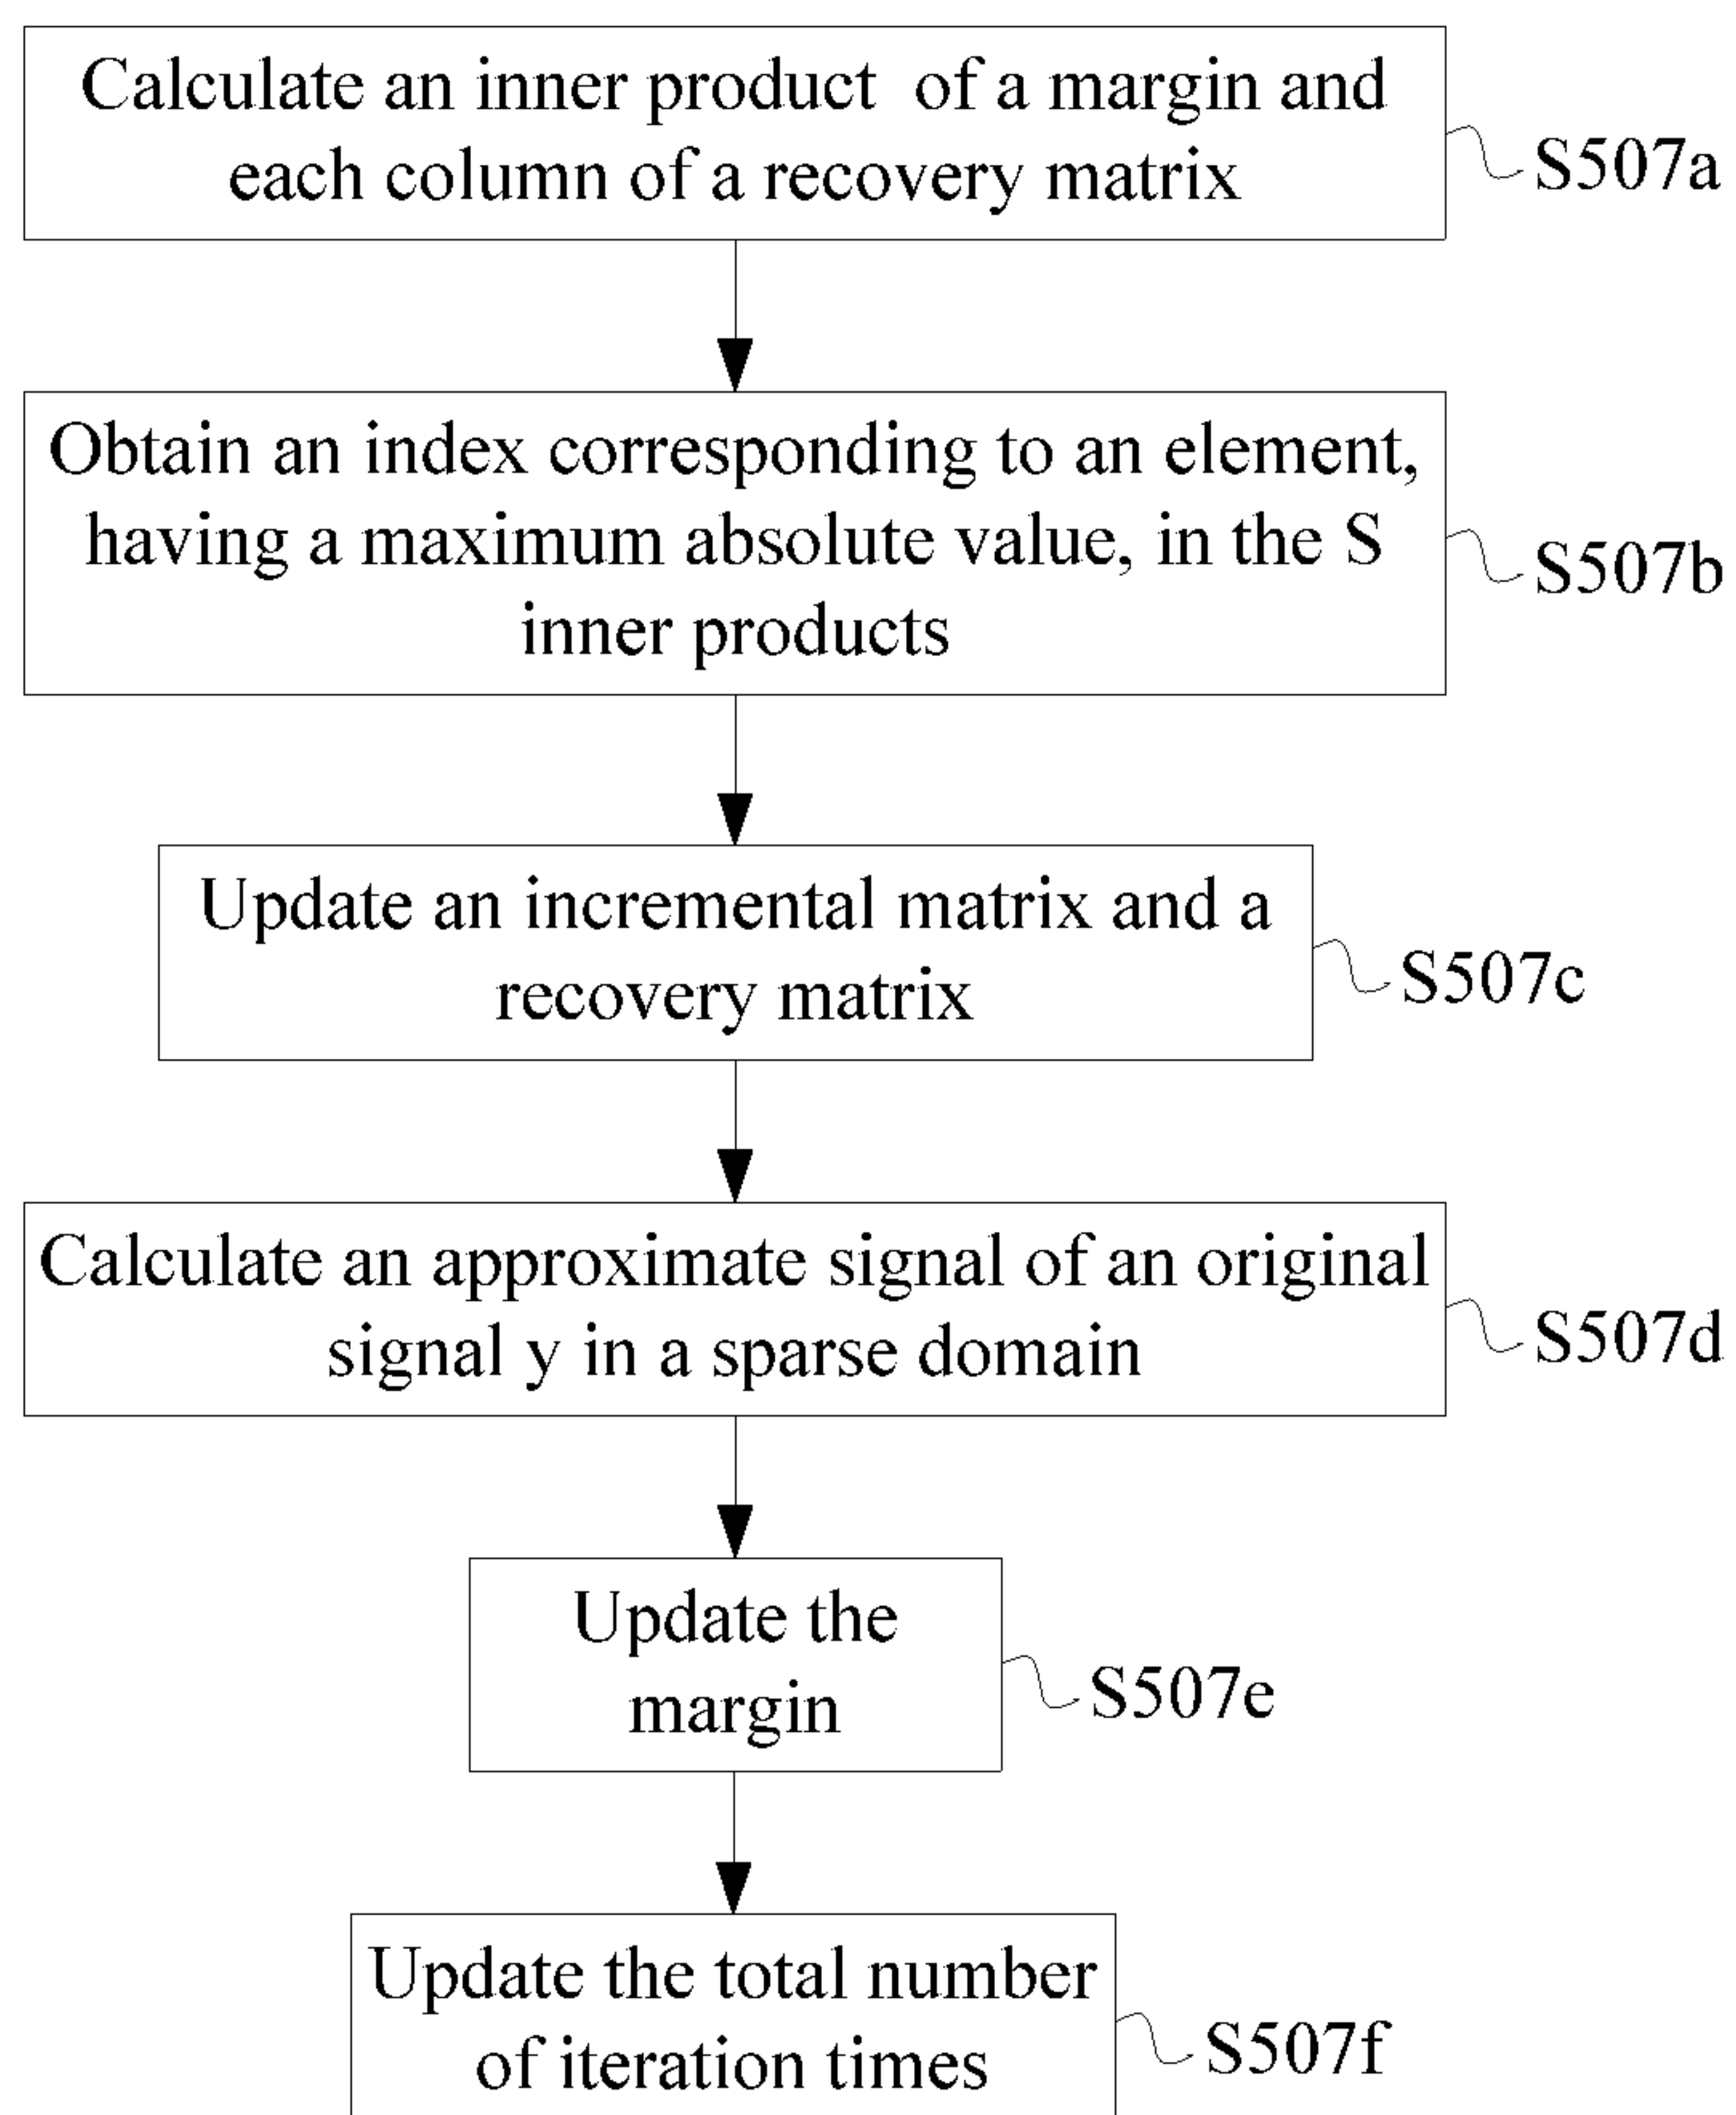 Calculate an inner product of a margin and
each column of a recovery matrix
S507a
Obtain an index corresponding to an element,
having a maximum absolute value, in the S
inner products
S507b
Update an incremental matrix and a
recovery matrix
S507c
Calculate an approximate signal of an original
signal y in a sparse domain
S507d
Update the
margin
S507e
Update the total number
of iteration times
S507f